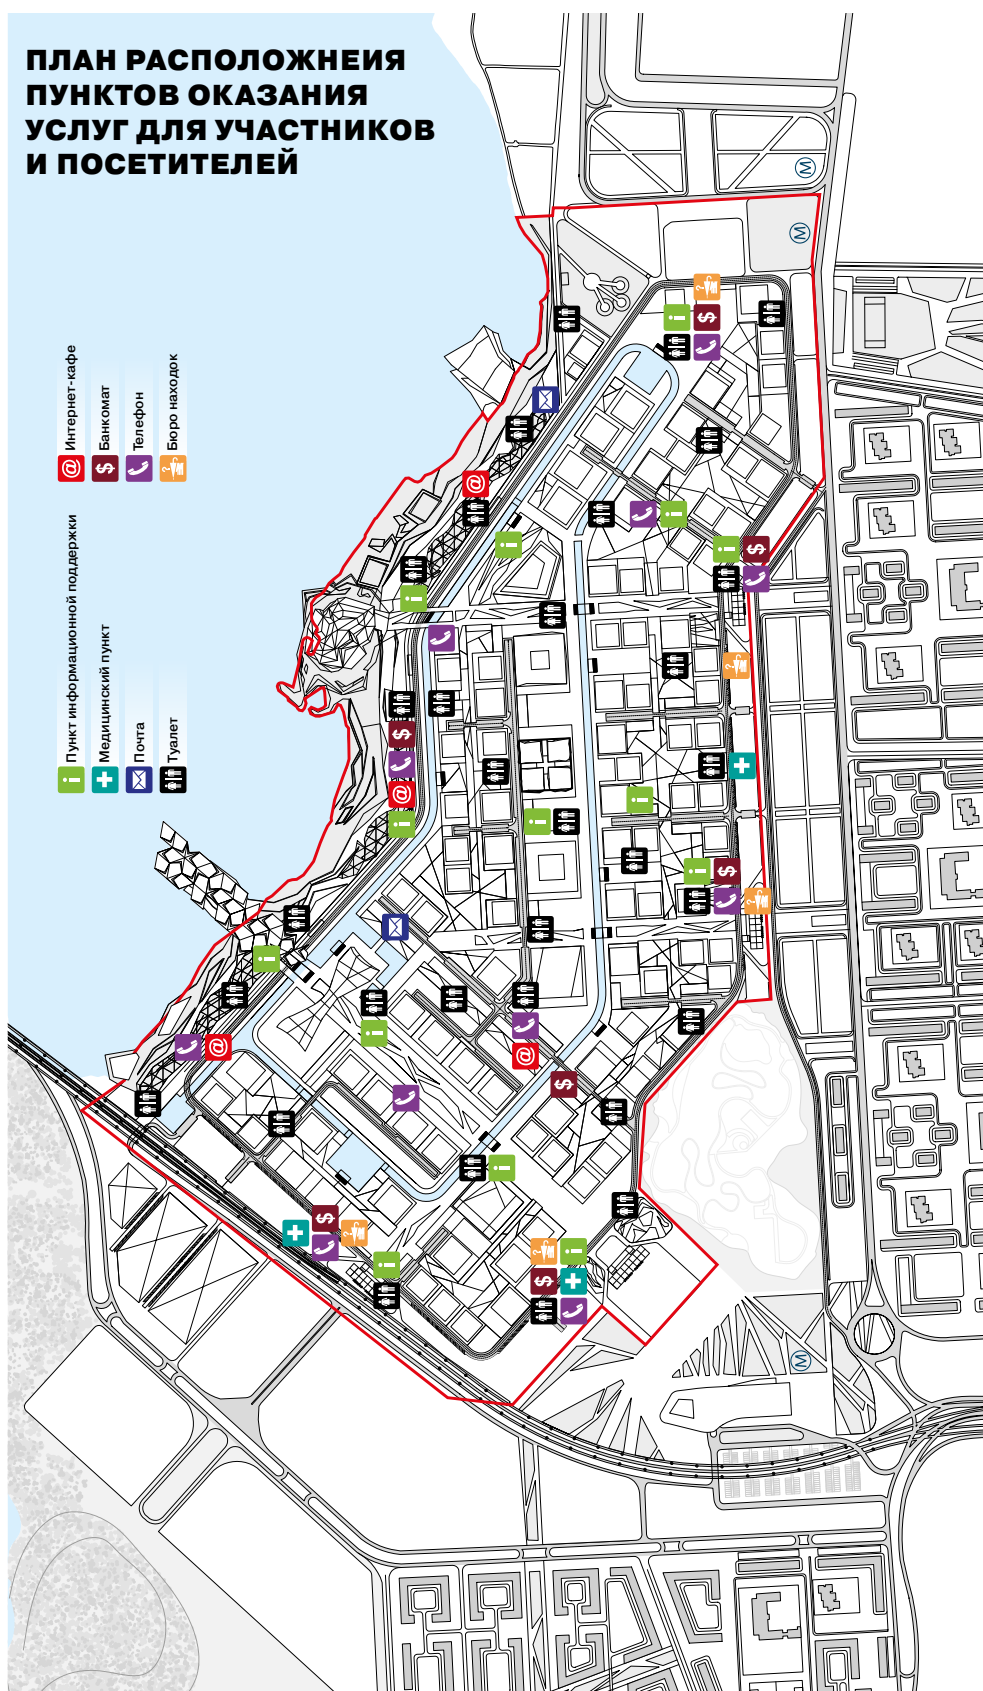 ПЛАН РАСПОЛОЖНЕИЯ
ПУНКТОВ ОКАЗАНИЯ
УСЛУГ ДЛЯ УЧАСТНИКОВ
И ПОСЕТИТЕЛЕЙ
Пункт информационной поддержки
Медицинский пункт
Почта
Туалет
Интернет-кафе
Банкомат
Телефон
Бюро находок
M
M
M